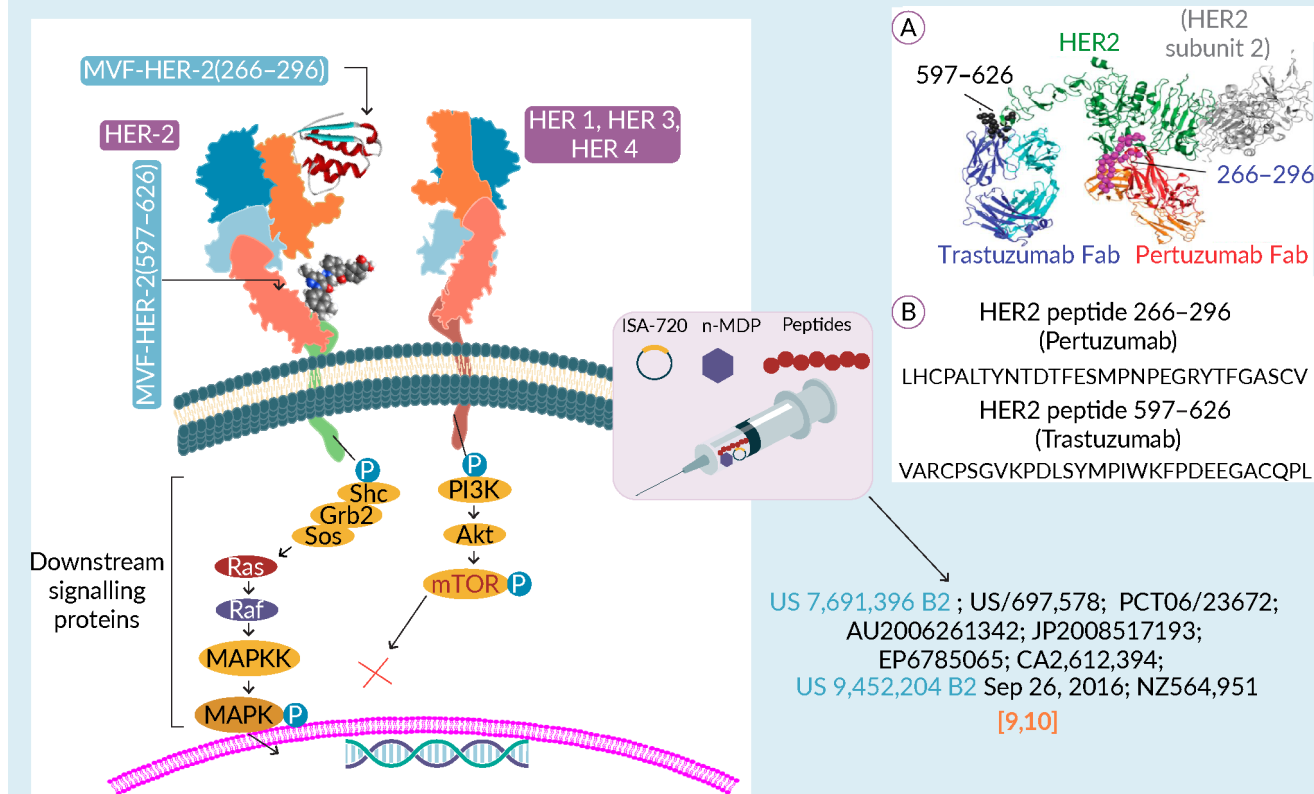 MVF-HER-2(266–296)
HER-2
MVF-HER-2(597–626)
HER 1, HER 3,
HER 4
ISA-720
n-MDP
Peptides
P
Shc
Grb2
Sos
Ras
Raf
MAPKK
MAPK
P
P
PI3K
Akt
mTOR
P
Downstream
signalling
proteins
A
597–626
HER2
(HER2
subunit 2)
266–296
Trastuzumab Fab
Pertuzumab Fab
B
HER2 peptide 266–296
(Pertuzumab)
LHCPALTYNTDTFESMPNPEGRYTFGASCV
HER2 peptide 597–626
(Trastuzumab)
VARCPSGVKPDLSYMPIWKFPDEEGACQPL
US 7,691,396 B2 ; US/697,578; PCT06/23672;
AU2006261342; JP2008517193;
EP6785065; CA2,612,394;
US 9,452,204 B2 Sep 26, 2016; NZ564,951
[9,10]